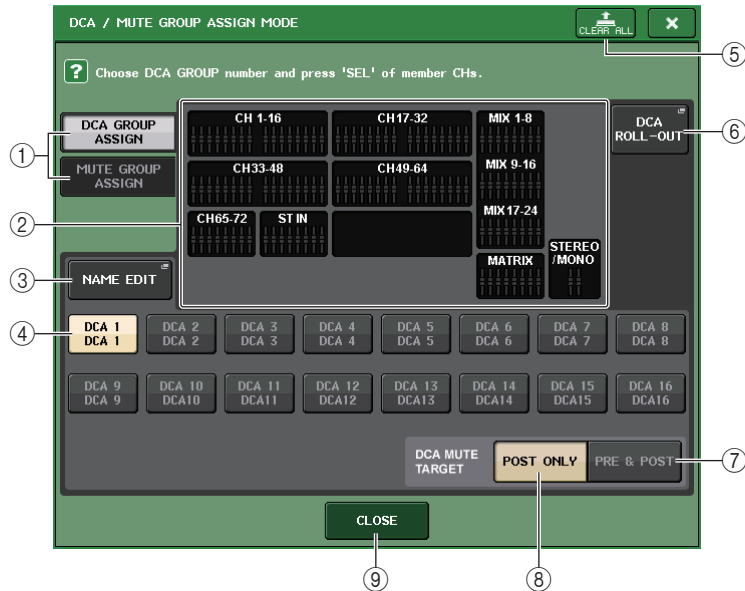 DCA / MUTE GROUP ASSIGN MODE
CLEAR ALL
×
⑤
? Choose DCA GROUP number and press 'SEL' of member CHs.
①
DCA GROUP
ASSIGN
MUTE GROUP
ASSIGN
②
CH 1-16
CH17-32
MIX 1-8
CH33-48
CH49-64
MIX 9-16
CH65-72
ST IN
MIX17-24
MATRIX
STEREO
/MONO
DCA
ROLL-OUT
⑥
③
NAME EDIT
④
DCA 1
DCA 1
DCA 2
DCA 2
DCA 3
DCA 3
DCA 4
DCA 4
DCA 5
DCA 5
DCA 6
DCA 6
DCA 7
DCA 7
DCA 8
DCA 8
DCA 9
DCA 9
DCA 10
DCA10
DCA 11
DCA11
DCA 12
DCA12
DCA 13
DCA13
DCA 14
DCA14
DCA 15
DCA15
DCA 16
DCA16
DCA MUTE
TARGET
POST ONLY
PRE & POST
⑦
CLOSE
⑨
⑧